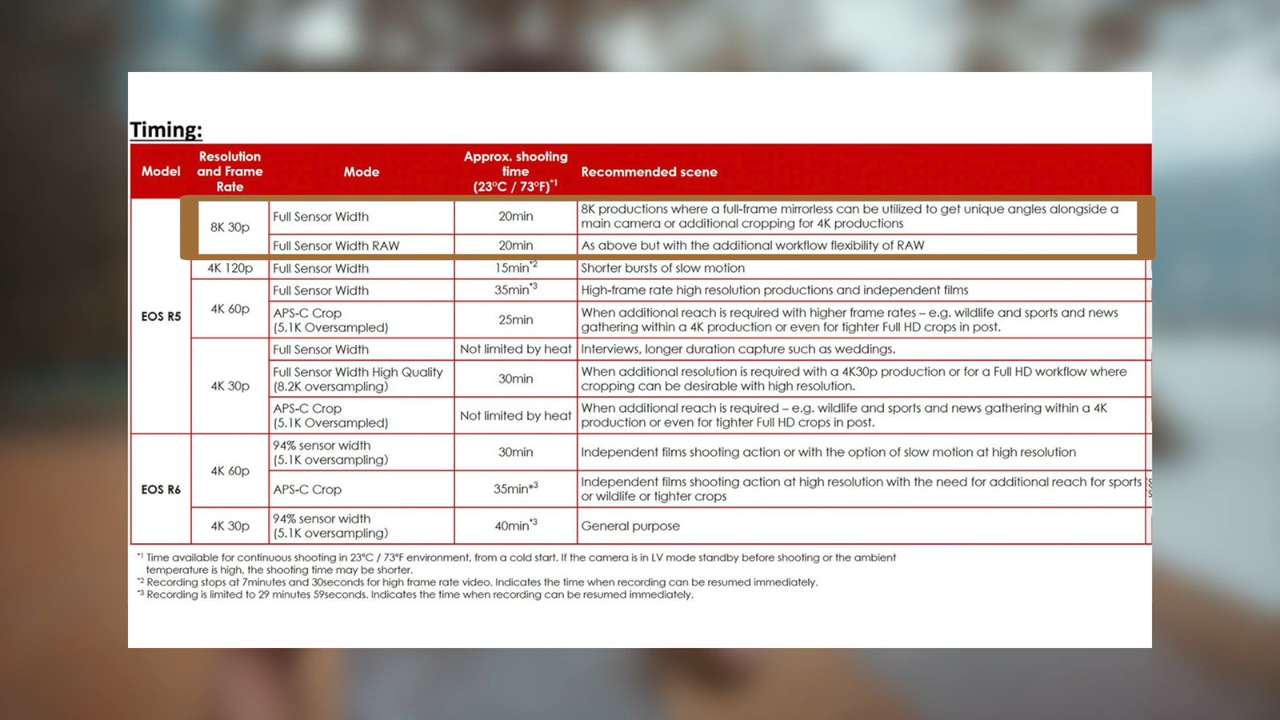 Timing:
Model
Resolution and Frame Rate
Mode
Approx. shooting time (23°C / 73°F)*1
Recommended scene
EOS R5
8K 30p
Full Sensor Width
20min
8K productions where a full-frame mirrorless can be utilized to get unique angles alongside a
main camera or additional cropping for 4K productions
Full Sensor Width RAW
20min
As above but with the additional workflow flexibility of RAW
4K 120p
Full Sensor Width
15min*2
Shorter bursts of slow motion
4K 60p
Full Sensor Width
35min*3
High-frame rate high resolution productions and independent films
APS-C Crop
(5.1K Oversampled)
25min
When additional reach is required with higher frame rates – e.g. wildlife and sports and news
gathering within a 4K production or even for tighter Full HD crops in post.
4K 30p
Full Sensor Width
Not limited by heat
Interviews, longer duration capture such as weddings.
Full Sensor Width High Quality
(8.2K oversampling)
30min
When additional resolution is required with a 4K30p production or for a Full HD workflow where
cropping can be desirable with high resolution.
APS-C Crop
(5.1K Oversampled)
Not limited by heat
When additional reach is required – e.g. wildlife and sports and news gathering within a 4K
production or even for tighter Full HD crops in post.
EOS R6
4K 60p
94% sensor width
(5.1K oversampling)
30min
Independent films shooting action or with the option of slow motion at high resolution
APS-C Crop
35min*3
Independent films shooting action at high resolution with the need for additional reach for sports
or wildlife or tighter crops
4K 30p
94% sensor width
(5.1K oversampling)
40min*3
General purpose
*1 Time available for continuous shooting in 23°C / 73°F environment, from a cold start. If the camera is in LV mode standby before shooting or the ambient
temperature is high, the shooting time may be shorter.
*2 Recording stops at 7minutes and 30seconds for high frame rate video. Indicates the time when recording can be resumed immediately.
*3 Recording is limited to 29 minutes 59seconds. Indicates the time when recording can be resumed immediately.